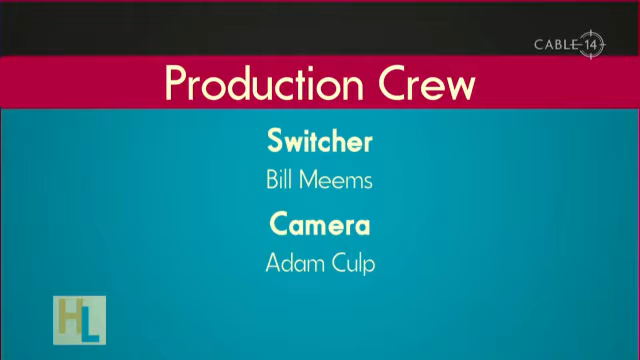 CABLE 14
Production Crew
Switcher
Bill Meems
Camera
Adam Culp
HL